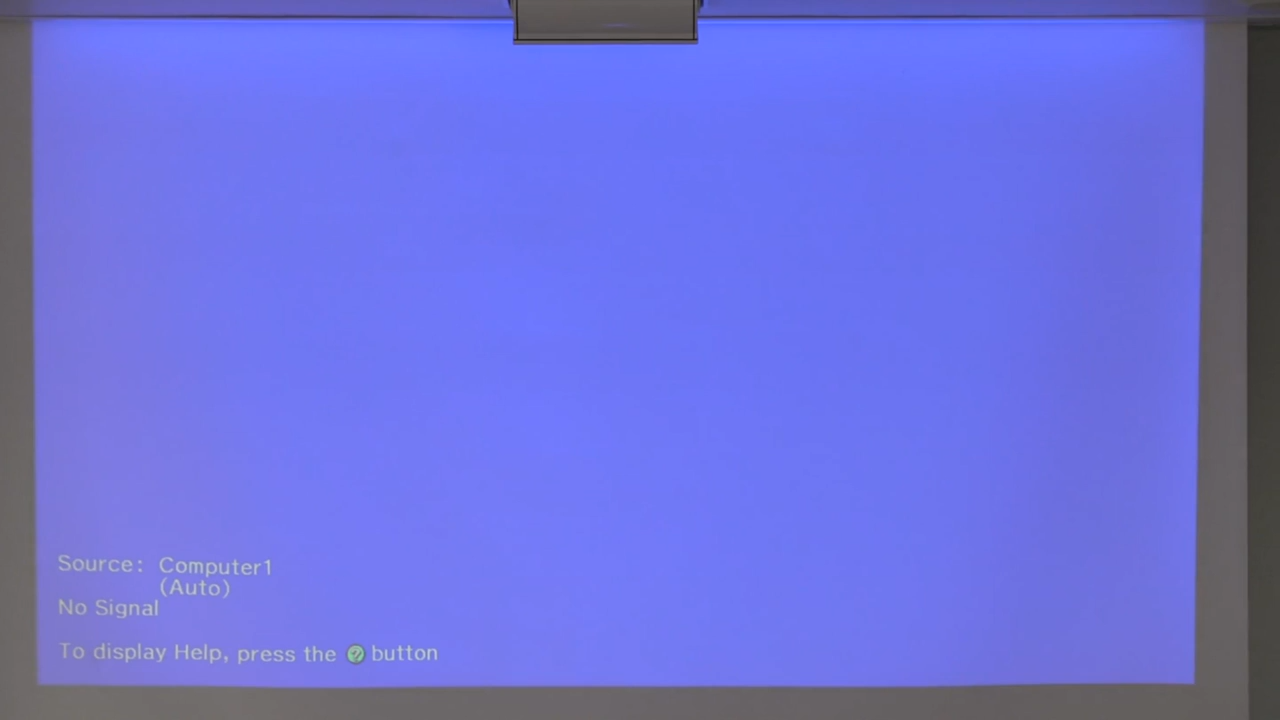 Source: Computer1
(Auto)
No Signal
To display Help, press the ? button